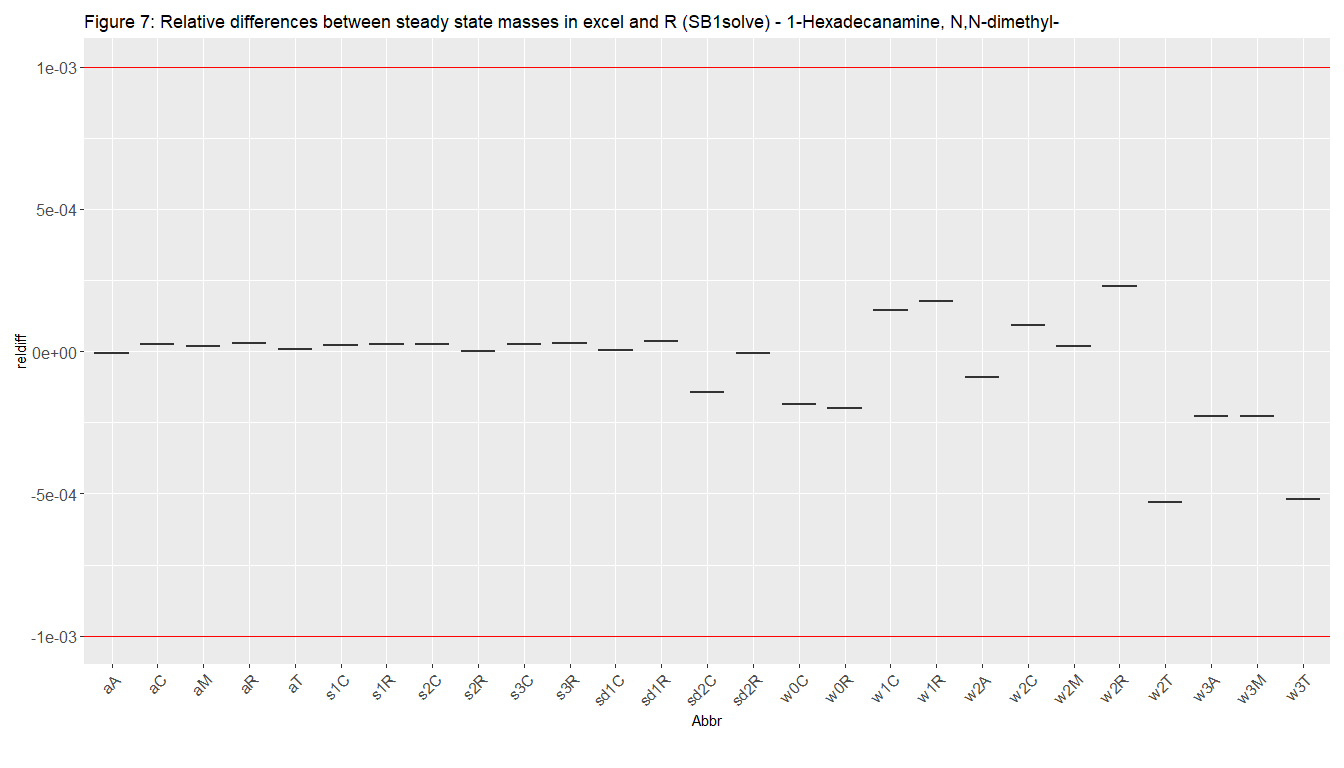 Figure 7: Relative differences between steady state masses in excel and R (SB1solve) - 1-Hexadecanamine, N,N-dimethyl-
reldiff
1e-03
5e-04
0e+00
-5e-04
-1e-03
aA
aC
aM
aR
aT
s1C
s1R
s2C
s2R
s3C
s3R
sd1C
sd1R
sd2C
sd2R
w0C
w0R
w1C
w1R
w2A
w2C
w2M
w2R
w2T
w3A
w3M
w3T
Abbr